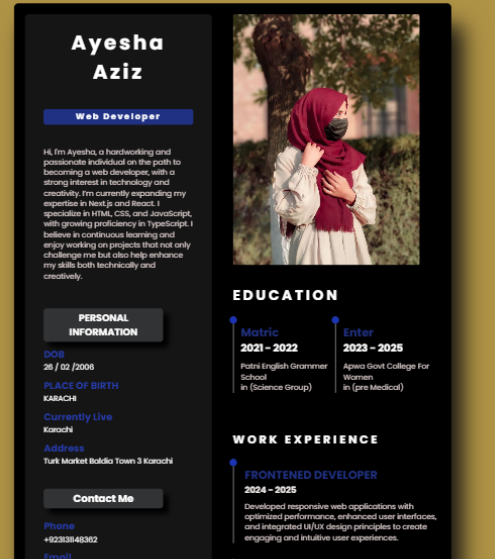 Ayesha
Aziz
Web Developer
Hi, I'm Ayesha, a hardworking and
passionate individual on the path to
becoming a web developer, with a
strong interest in technology and
creativity. I'm currently expanding my
expertise in Next.js and React. I
specialize in HTML, CSS, and JavaScript,
with growing proficiency in TypeScript. I
believe in continuous learning and
enjoy working on projects that not only
challenge me but also help enhance
my skills both technically and
creatively.
PERSONAL
INFORMATION
DOB
26 / 02 /2006
PLACE OF BIRTH
KARACHI
Currently Live
Karachi
Address
Turk Market Baldia Town 3 Karachi
Contact Me
Phone
+923131148362
Email
EDUCATION
Matric
2021 - 2022
Patni English Grammer
School
in (Science Group)
Enter
2023 - 2025
Apwa Govt College For
Women
in (pre Medical)
WORK EXPERIENCE
FRONTENED DEVELOPER
2024 - 2025
Developed responsive web applications with
optimized performance, enhanced user interfaces,
and integrated UI/UX design principles to create
engaging and intuitive user experiences.